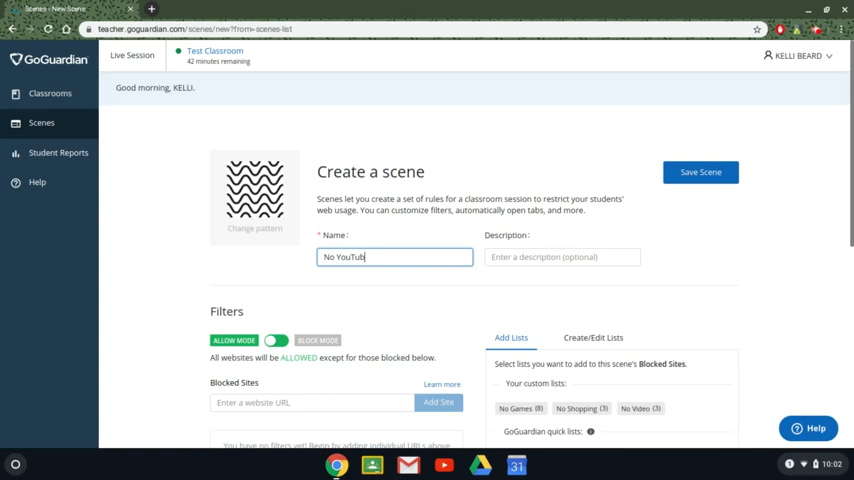 Scenes - New Scene
teacher.goguardian.com/scenes/new?from=scenes-list
GoGuardian
Live Session
Test Classroom
42 minutes remaining
KELLI BEARD
Classrooms
Scenes
Student Reports
Help
Good morning, KELLI.
Change pattern
Create a scene
Save Scene
Scenes let you create a set of rules for a classroom session to restrict your students'
web usage. You can customize filters, automatically open tabs, and more.
* Name:
Description:
No YouTub
Enter a description (optional)
Filters
ALLOW MODE
BLOCK MODE
All websites will be ALLOWED except for those blocked below.
Blocked Sites
Learn more
Enter a website URL
Add Site
You have no filters yet! Begin by adding individual URLs above
Add Lists
Create/Edit Lists
Select lists you want to add to this scene's Blocked Sites.
Your custom lists:
No Games (8)
No Shopping (3)
No Video (3)
GoGuardian quick lists:
Help
31
1
10:02